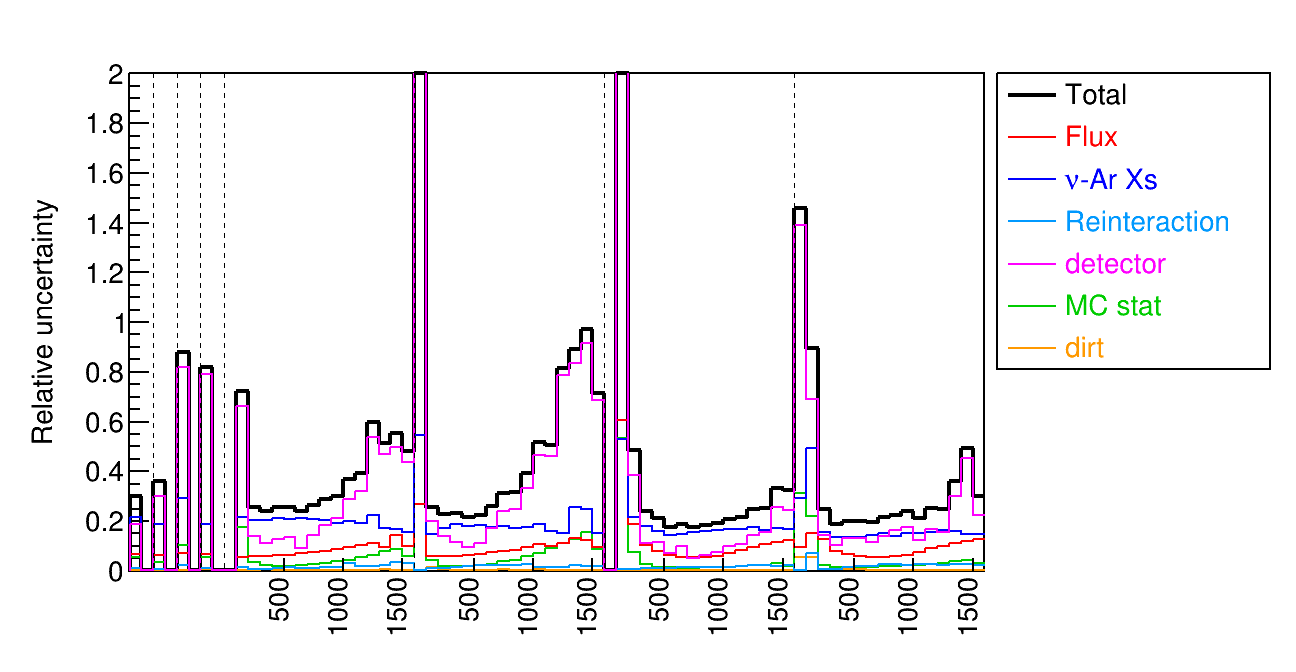 2
1.8
1.6
1.4
1.2
1
0.8
0.6
0.4
0.2
0
Relative uncertainty
500
1000
1500
500
1000
1500
500
1000
1500
500
1000
1500
Total
Flux
ν-Ar Xs
Reinteraction
detector
MC stat
dirt